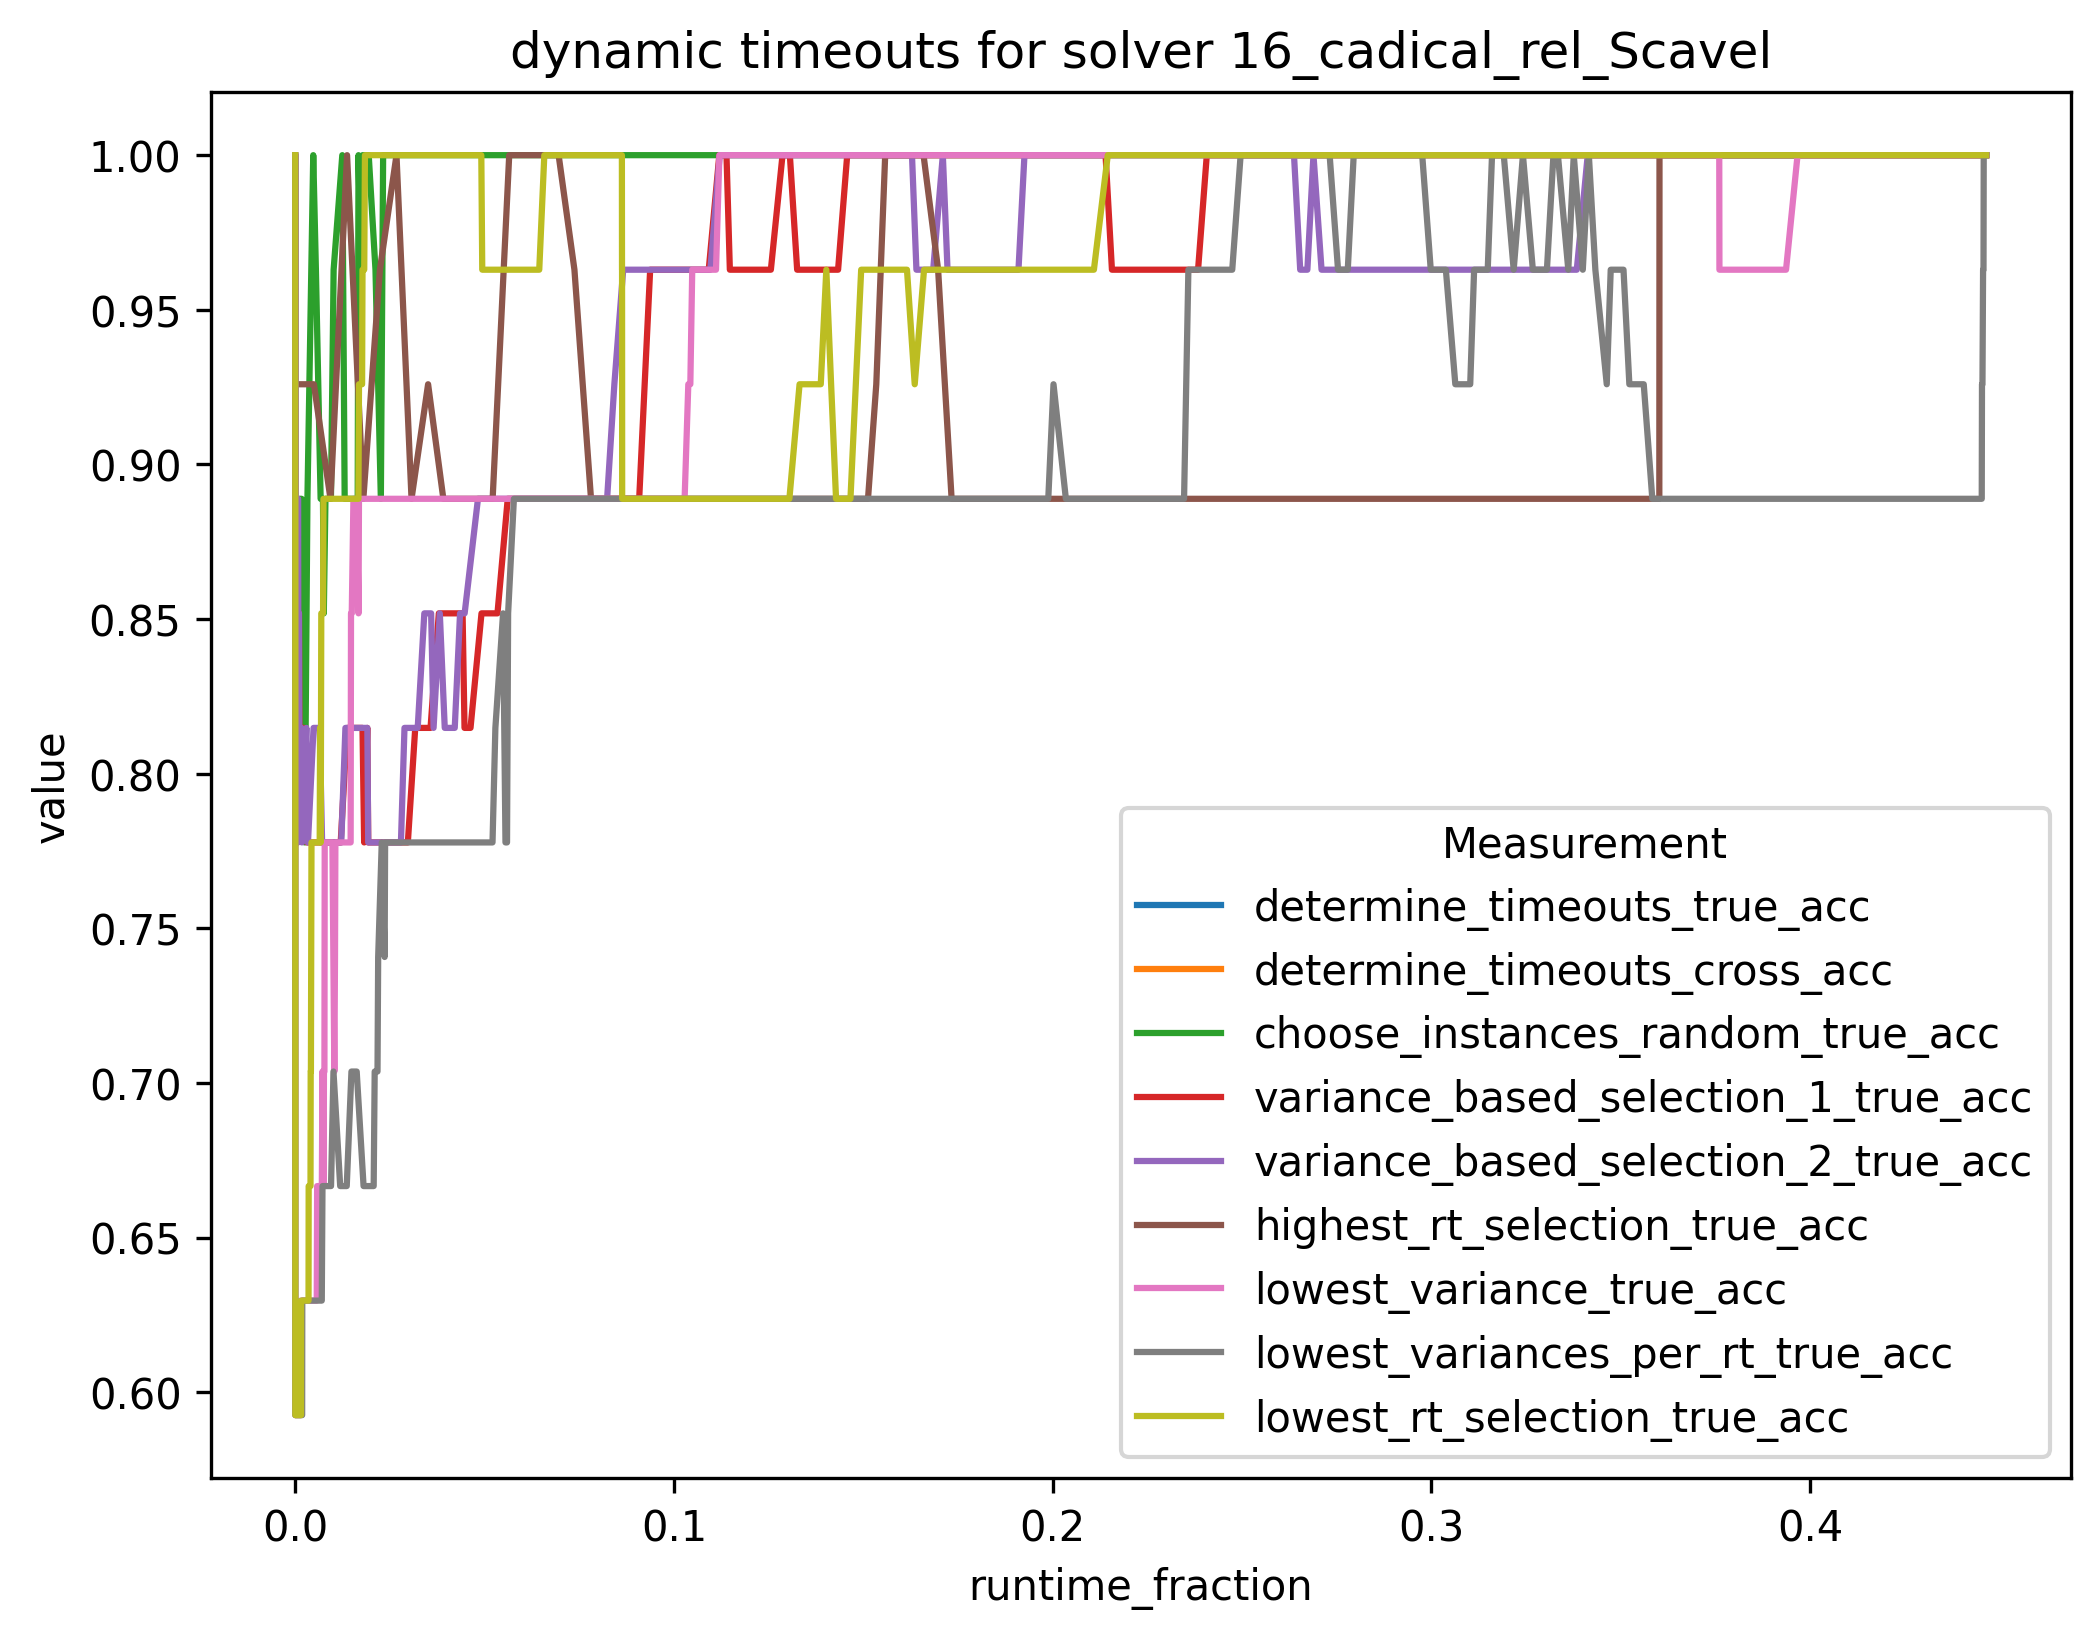 dynamic timeouts for solver 16_cadical_rel_Scavel
1.00
0.95
0.90
0.85
0.80
0.75
0.70
0.65
0.60
value
Measurement
determine_timeouts_true_acc
determine_timeouts_cross_acc
choose_instances_random_true_acc
variance_based_selection_1_true_acc
variance_based_selection_2_true_acc
highest_rt_selection_true_acc
lowest_variance_true_acc
lowest_variances_per_rt_true_acc
lowest_rt_selection_true_acc
0.0 0.1 0.2 0.3 0.4
runtime_fraction